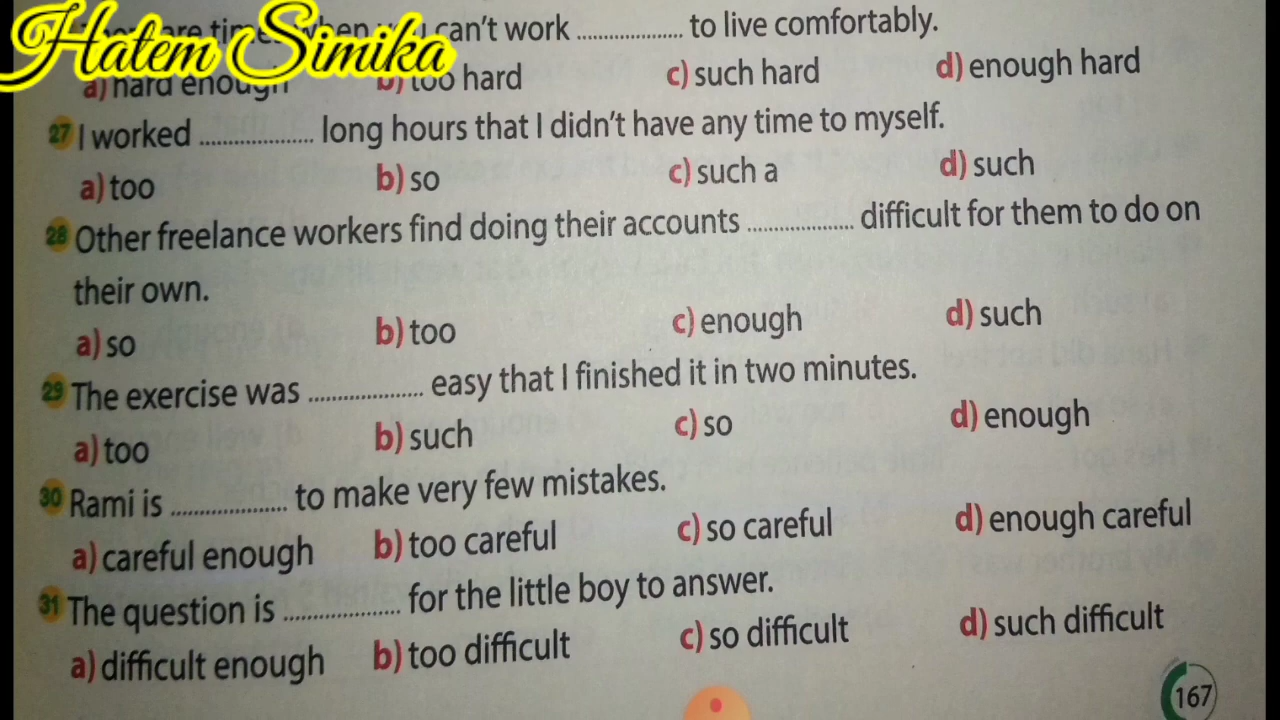 Hatem Simika
can't work ................... to live comfortably.
a) hard enough b) too hard c) such hard d) enough hard
27 I worked .................... long hours that I didn't have any time to myself.
a) too b) so c) such a d) such
28 Other freelance workers find doing their accounts ................... difficult for them to do on
their own.
a) so b) too c) enough d) such
29 The exercise was .................... easy that I finished it in two minutes.
a) too b) such c) so d) enough
30 Rami is .................... to make very few mistakes.
a) careful enough b) too careful c) so careful d) enough careful
31 The question is .................... for the little boy to answer.
a) difficult enough b) too difficult c) so difficult d) such difficult
167